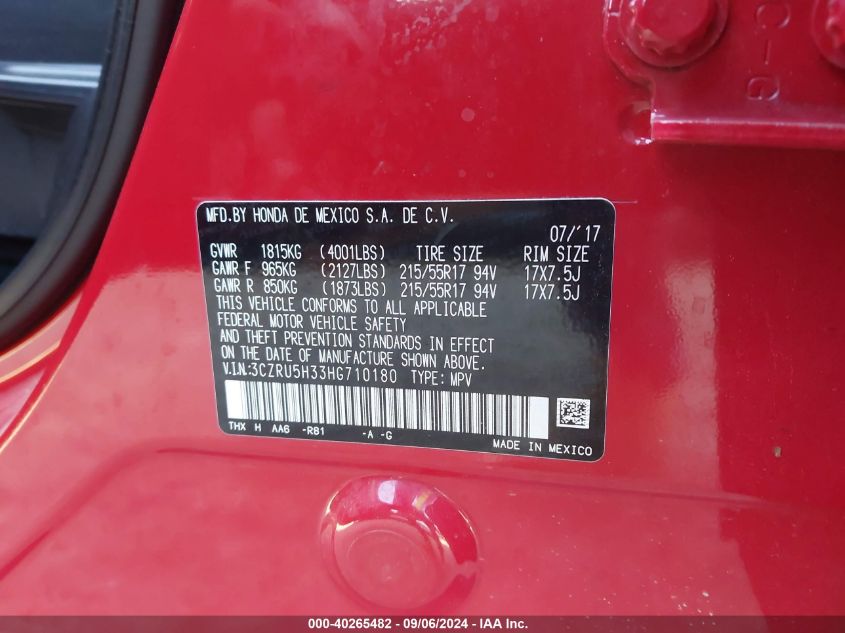 MFD.BY HONDA DE MEXICO S.A. DE C.V.
07/'17
GVWR 1815KG (4001LBS) TIRE SIZE RIM SIZE
GAWR F 965KG (2127LBS) 215/55R17 94V 17X7.5J
GAWR R 850KG (1873LBS) 215/55R17 94V 17X7.5J
THIS VEHICLE CONFORMS TO ALL APPLICABLE
FEDERAL MOTOR VEHICLE SAFETY
AND THEFT PREVENTION STANDARDS IN EFFECT
ON THE DATE OF MANUFACTURE SHOWN ABOVE.
V.I.N.:3CZRU5H33HG710180 TYPE: MPV
THX H AA6 -R81 -A -G
MADE IN MEXICO
000-40265482 - 09/06/2024 - IAA Inc.